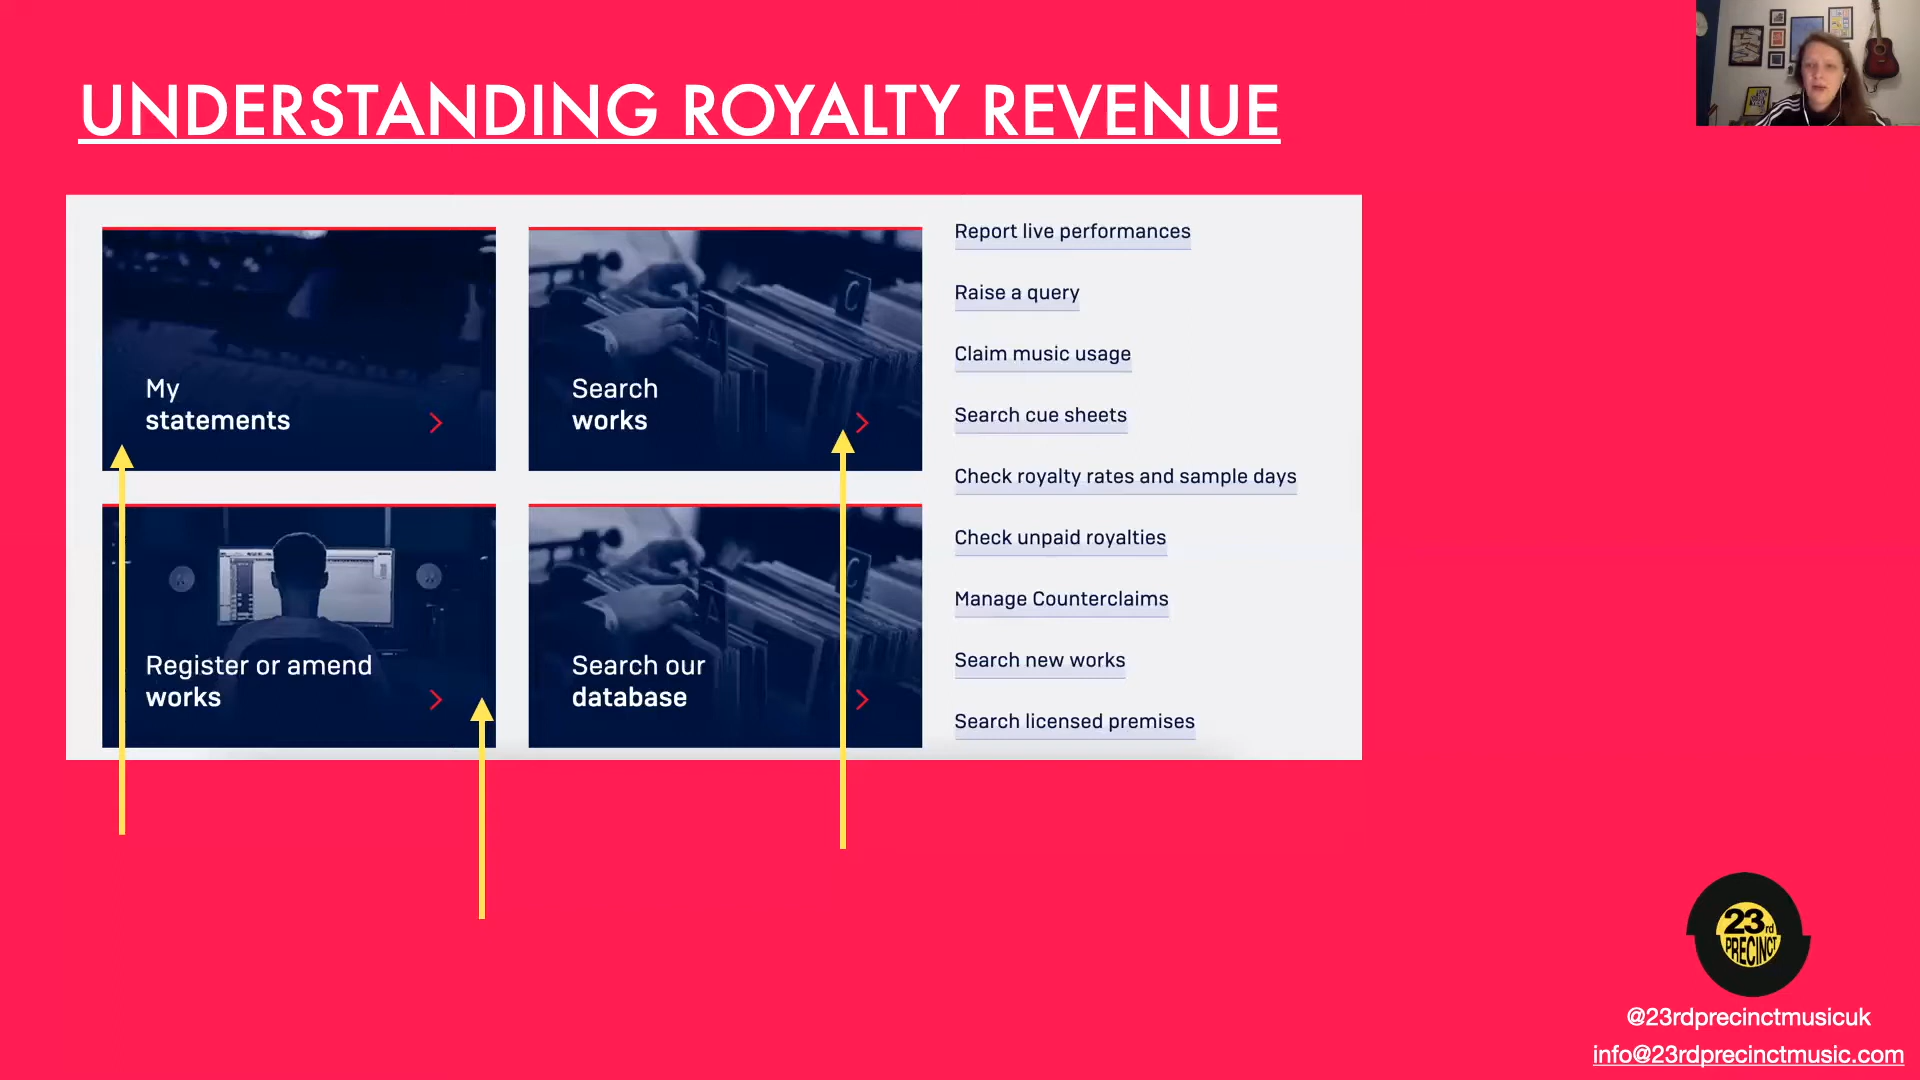 UNDERSTANDING ROYALTY REVENUE
My
statements
Search
works
Register or amend
works
Search our
database
Report live performances
Raise a query
Claim music usage
Search cue sheets
Check royalty rates and sample days
Check unpaid royalties
Manage Counterclaims
Search new works
Search licensed premises
A
C
A
C
23rd
PRECINCT
@23rdprecinctmusicuk
info@23rdprecinctmusic.com